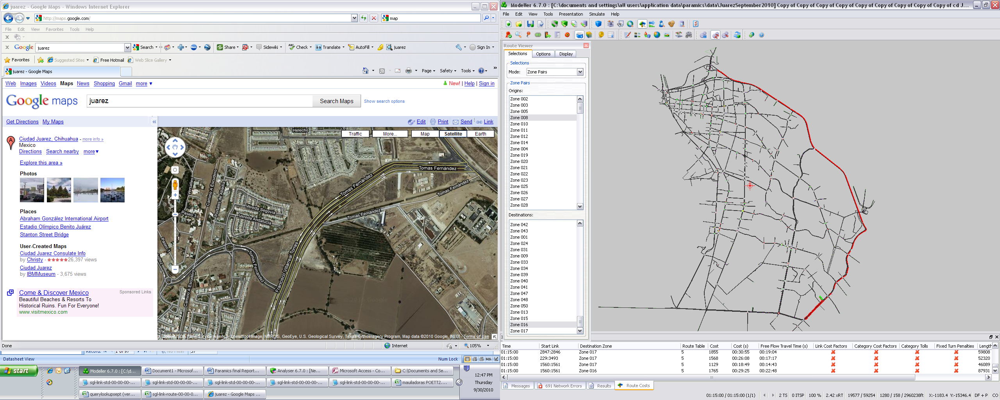 juarez - Google Maps - Windows Internet Explorer
http://maps.google.com/
map
File Edit View Favorites Tools Help
Google juarez Search Share Sidewiki Check Translate AutoFill juarez Sign In
Favorites Suggested Sites Free Hotmail Web Slice Gallery
juarez - Google Maps
Page Safety Tools
Web Images Videos Maps News Shopping Gmail more ▼
New! | Help | Sign in
Google maps juarez Search Maps Show search options
Get Directions My Maps «
Edit Print Send Link
A Ciudad Juarez, Chihuahua - more info »
Mexico
Directions Search nearby more▼
Explore this area »
Photos
Places
Abraham González International Airport
Estadio Olímpico Benito Juárez
Stanton Street Bridge
User-Created Maps
Ciudad Juarez Consulate Info
by Christy - ★★★★★26,397 views
Ciudad Juarez
by IBMMuseum - 3,675 views
Come & Discover Mexico Sponsored Links
Beautiful Beaches & Resorts To
Historical Ruins. Fun For Everyone!
www.visitmexico.com
Helecho
Traffic More... Map Satellite Earth
Tomas Fernández
Tomas Fernández
Tomas Fernández
Tomas Fernández
Tomas Fernández
Versalles
Camino A Escudero
Portales de Abadia
Vereda Segovia
Vereda Andalucía
Paseo 3
Paseo 1
Francisco Villarreal Torres
Camino A Escudero
500 ft
USDA Farm Service Agency, Cnes/Spot Image, NMRGIS, GeoEye, U.S. Geological Survey, Texas Orthoimagery Program, Map data ©2010 Google, INEGI - Terms of Use
Done Internet 105%
Record: 1 of 97 No Filter 37
Datasheet View Num Lock SQL
start
Modeller 6.7.0 : [C:\d...
Document1 - Microsof...
Paramics final Report...
Analyser 6.7.0 : [Ne...
Microsoft Access - Co...
C:\Documents and Se...
sgl-link-std-00-00-00-...
sgl-link-std-00-00-00-...
sgl-link-std-00-00-00-...
sgl-link-std-00-00-00-...
sgl-link-std-00-00-00-...
mauiladoras POETT2....
querylookupsept (ver...
sgl-link-route-00-00-0...
juarez - Google Maps ...
12:47 PM
Thursday
9/30/2010
Modeller 6.7.0 : [C:\documents and settings\all users\application data\paramics\data\JuarezSeptember2010] Copy of Copy of Copy of Copy of Copy of Copy of Copy of Copy of Copy of cd J...
File Edit View Tools Presentation Simulate Help
Route Viewer
Selections Options Display
Selections
Mode: Zone Pairs
Zone Pairs
Origins:
Zone 002
Zone 003
Zone 005
Zone 008
Zone 010
Zone 011
Zone 012
Zone 014
Zone 004
Zone 019
Zone 020
Zone 021
Zone 022
Zone 023
Zone 025
Zone 026
Zone 027
Zone 028
Destinations:
Zone 042
Zone 043
Zone 001
Zone 024
Zone 031
Zone 009
Zone 033
Zone 034
Zone 039
Zone 040
Zone 041
Zone 047
Zone 048
Zone 050
Zone 013
Zone 015
Zone 016
Zone 017
Time Start Link Destination Zone Route Table Cost Cost (s) Free Flow Travel Time (s) Link Cost Factors Category Cost Factors Category Tolls Fixed Turn Penalties Length
01:15:00 2847:2846 Zone 017 5 1855 00:30:55 00:19:04 59808
01:15:00 229:3493 Zone 017 5 1568 00:26:08 00:17:17 52320
01:15:00 1560:1561 Zone 017 5 1129 00:18:49 00:14:43 46089
01:15:00 1560:1561 Zone 016 5 1765 00:29:25 00:22:48 87931
Messages 691 Network Errors Results Route Costs
01:15:00 / 01:15:00 (1/1) 2 TS 0 ITSP 100 % 2.42 xRT 19577 / 59254 1280 / 158 / 2960238ft X:-1183.4 Y:-15346.4 DF + P CO